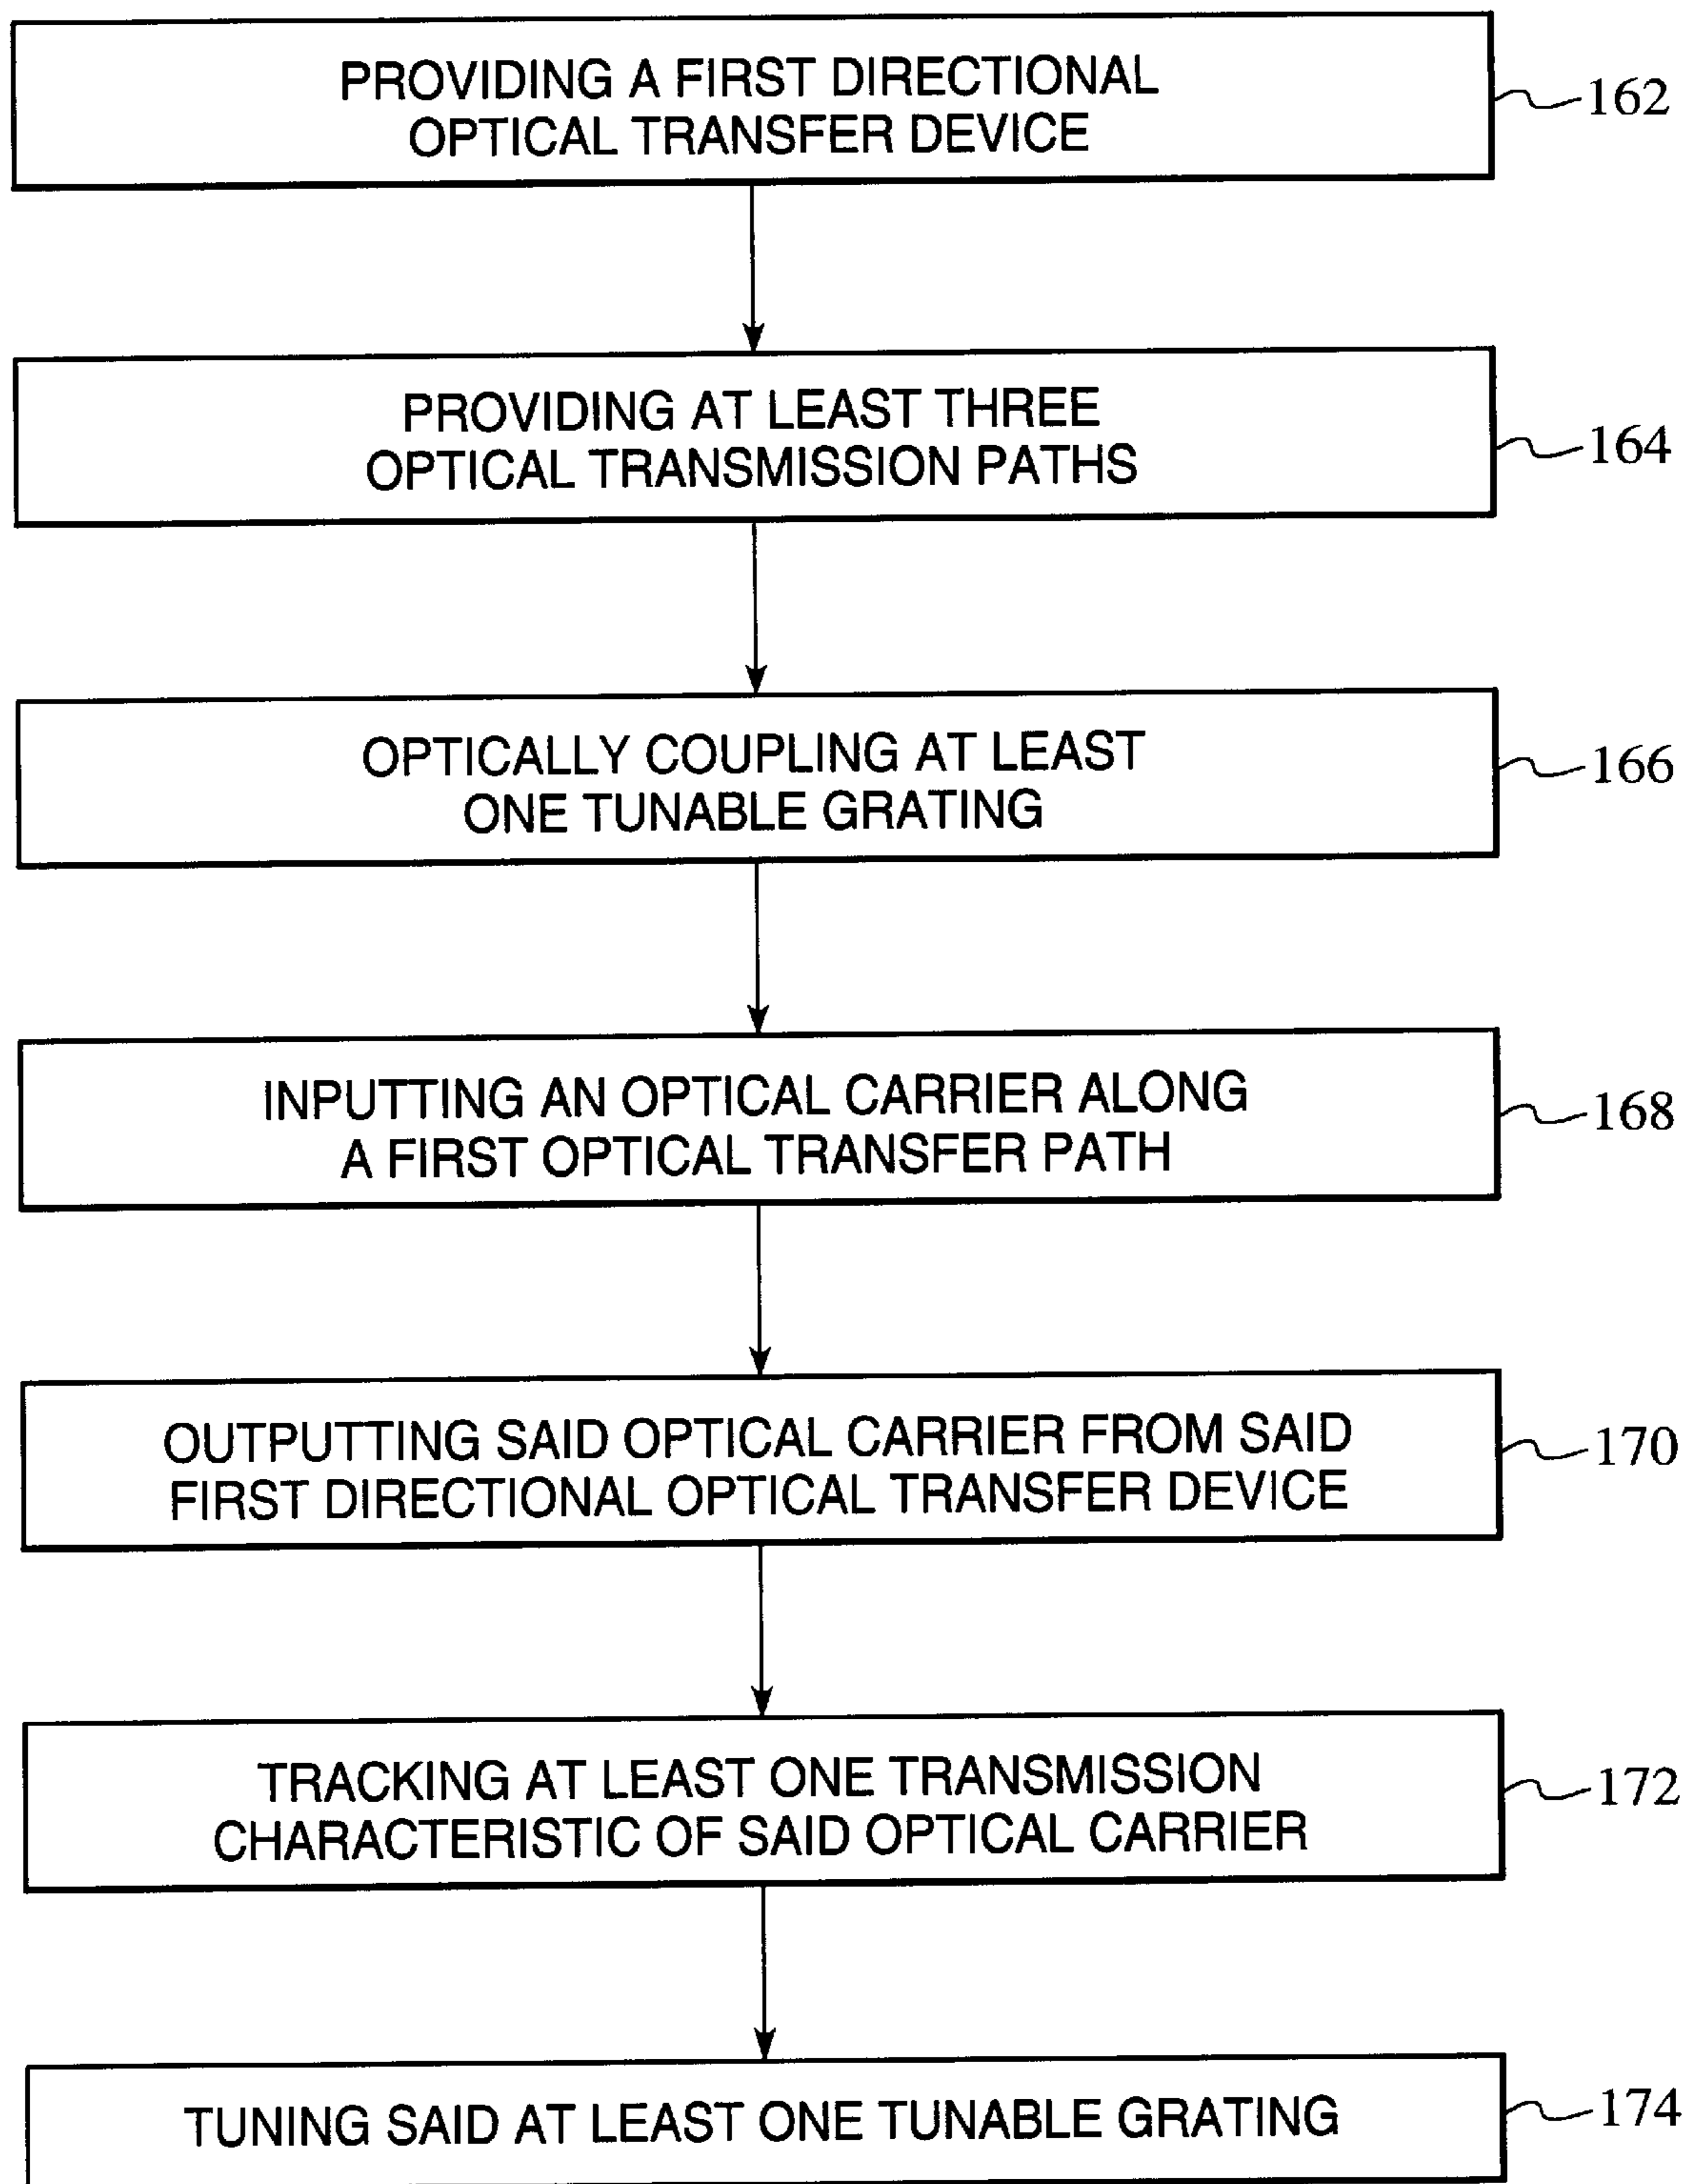 PROVIDING A FIRST DIRECTIONAL
OPTICAL TRANSFER DEVICE
162
PROVIDING AT LEAST THREE
OPTICAL TRANSMISSION PATHS
164
OPTICALLY COUPLING AT LEAST
ONE TUNABLE GRATING
166
INPUTTING AN OPTICAL CARRIER ALONG
A FIRST OPTICAL TRANSFER PATH
168
OUTPUTTING SAID OPTICAL CARRIER FROM SAID
FIRST DIRECTIONAL OPTICAL TRANSFER DEVICE
170
TRACKING AT LEAST ONE TRANSMISSION
CHARACTERISTIC OF SAID OPTICAL CARRIER
172
TUNING SAID AT LEAST ONE TUNABLE GRATING
174